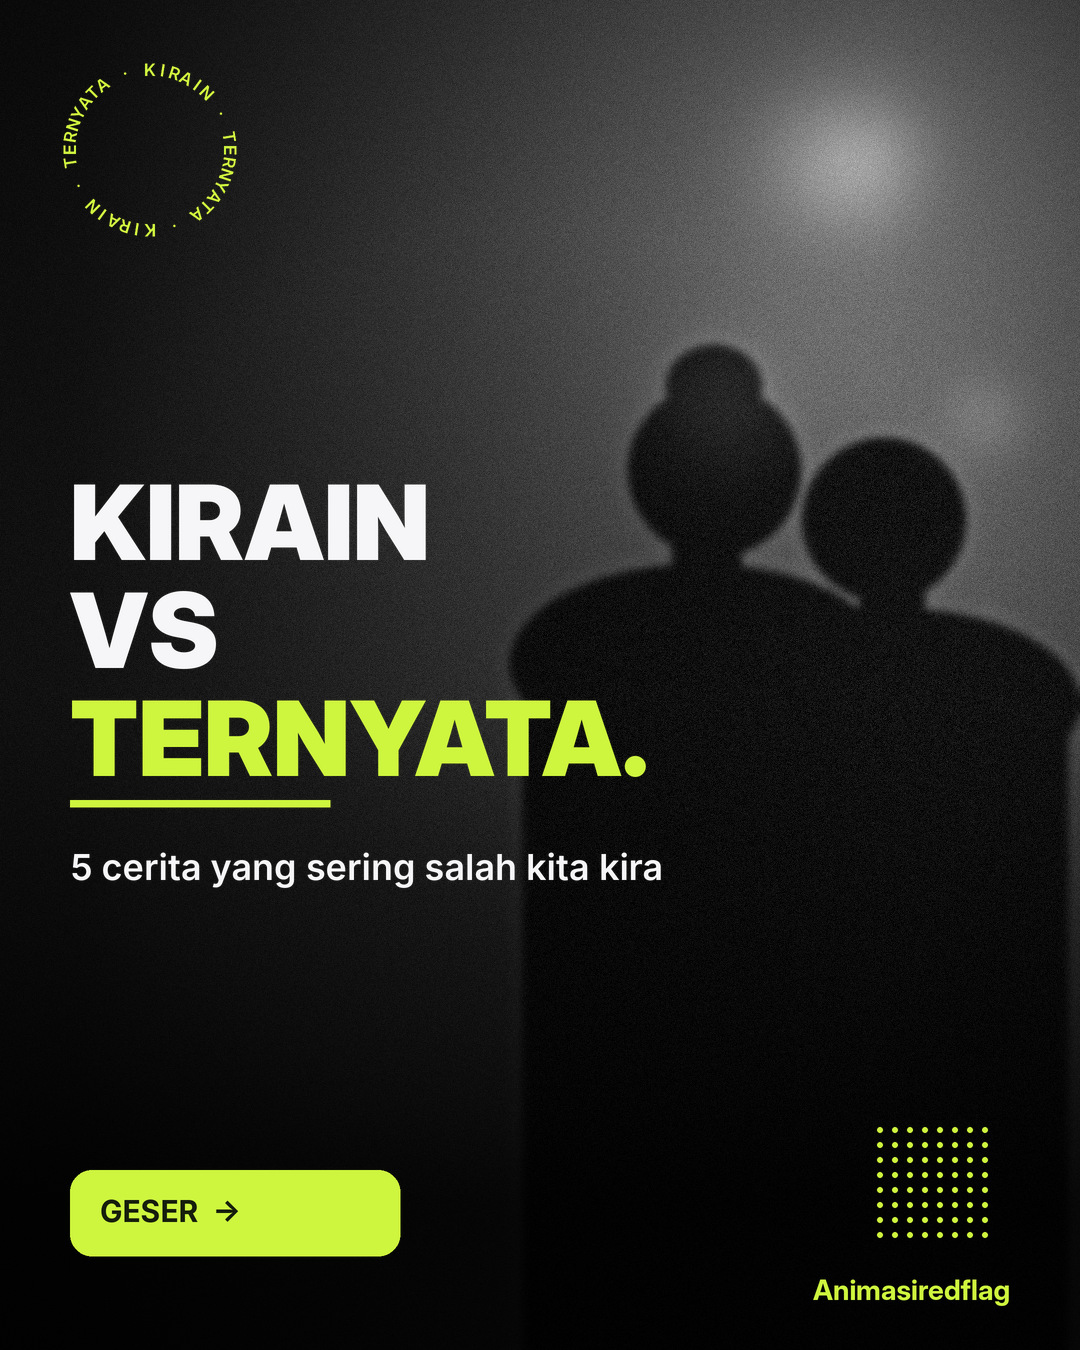 KIRAIN · TERNYATA · KIRAIN · TERNYATA ·
KIRAIN
VS
TERNYATA.
5 cerita yang sering salah kita kira
GESER →
Animasiredflag